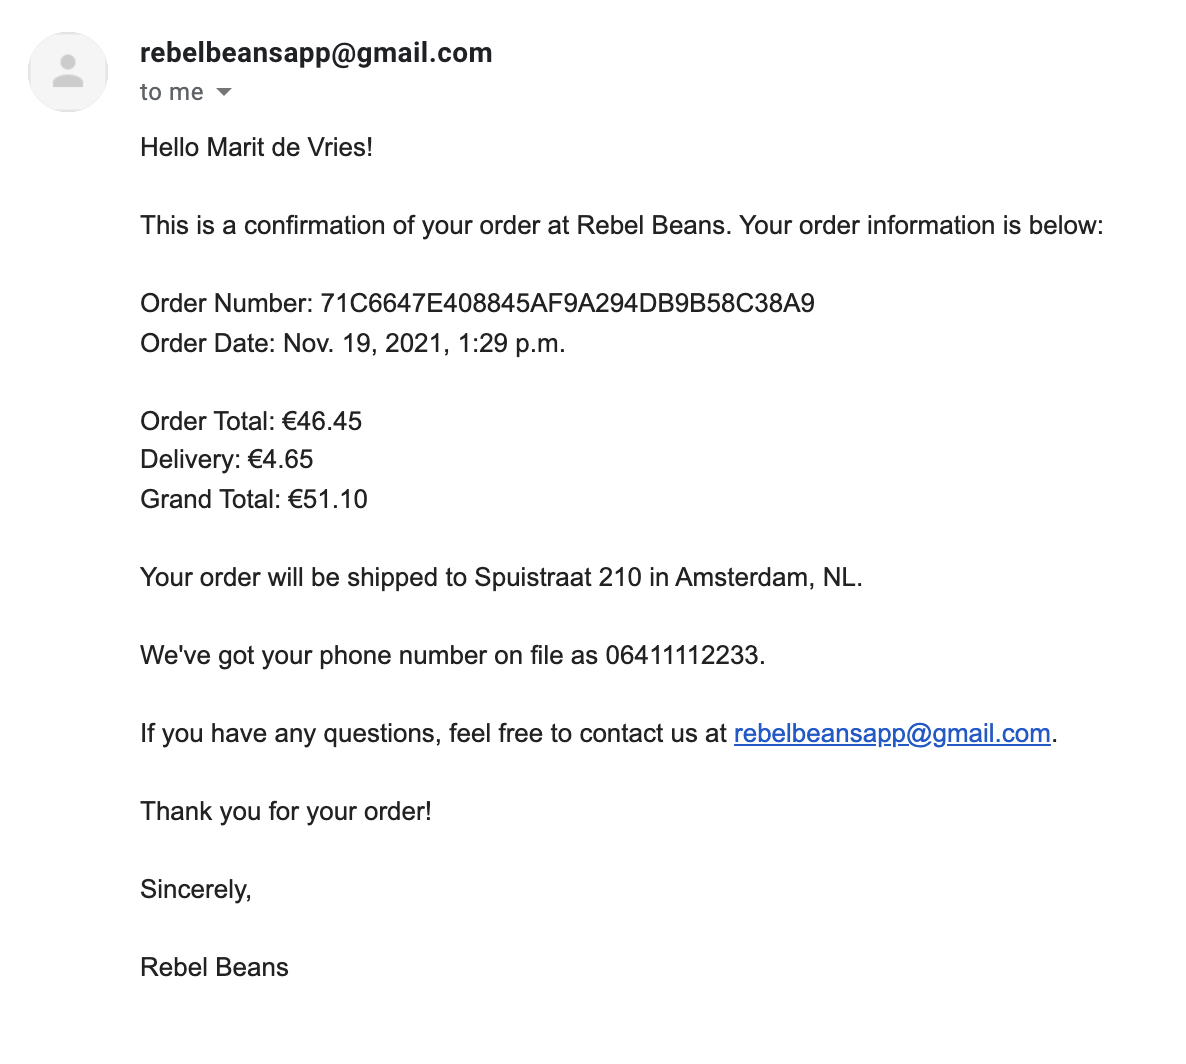 rebelbeansapp@gmail.com
to me
Hello Marit de Vries!
This is a confirmation of your order at Rebel Beans. Your order information is below:
Order Number: 71C6647E408845AF9A294DB9B58C38A9
Order Date: Nov. 19, 2021, 1:29 p.m.
Order Total: €46.45
Delivery: €4.65
Grand Total: €51.10
Your order will be shipped to Spuistraat 210 in Amsterdam, NL.
We've got your phone number on file as 06411112233.
If you have any questions, feel free to contact us at rebelbeansapp@gmail.com.
Thank you for your order!
Sincerely,
Rebel Beans